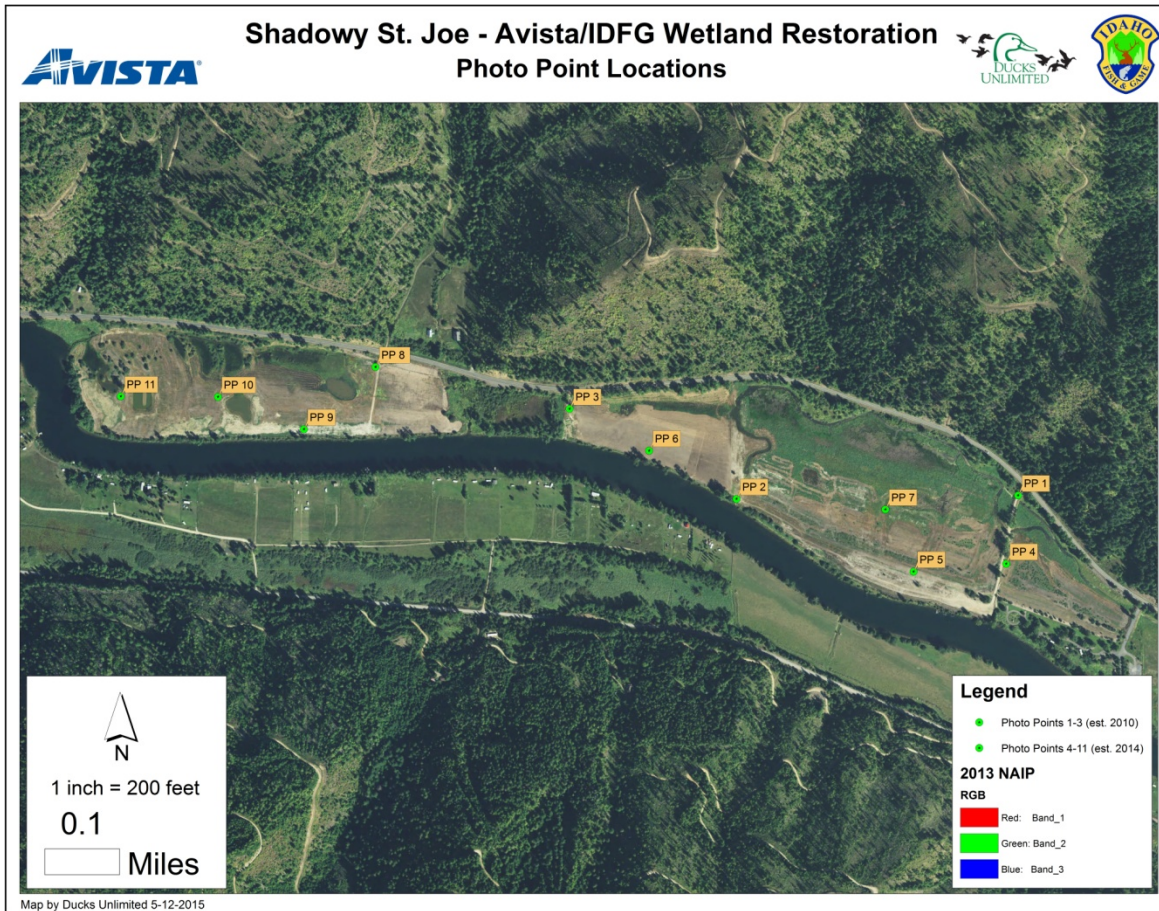 Shadowy St. Joe - Avista/IDFG Wetland Restoration
Photo Point Locations
AVISTA®
DUCKS
UNLIMITED
IDAHO
FISH & GAME
PP 8
PP 11
PP 10
PP 3
PP 9
PP 6
PP 2
PP 1
PP 7
PP 4
PP 5
N
1 inch = 200 feet
0.1
Miles
Legend
Photo Points 1-3 (est. 2010)
Photo Points 4-11 (est. 2014)
2013 NAIP
RGB
Red: Band_1
Green: Band_2
Blue: Band_3
Map by Ducks Unlimited 5-12-2015